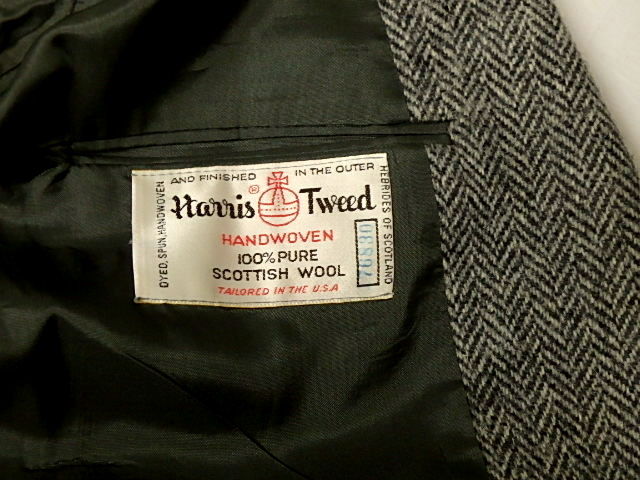 DYED, SPUN, HANDWOVEN
AND FINISHED IN THE OUTER
HEBRIDES OF SCOTLAND
Harris ® Tweed
HANDWOVEN
100% PURE
SCOTTISH WOOL
TAILORED IN THE U.S.A
76830